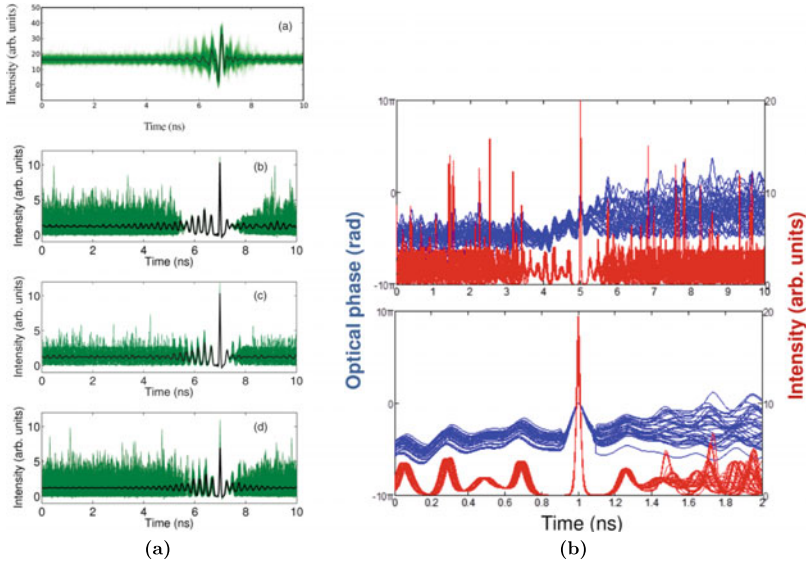 50
40
30
20
10
0
Intensity (arb. units)
(a)
0 2 4 6 8 10
Time (ns)
10
5
0
Intensity (arb. units)
(b)
0 2 4 6 8 10
Time (ns)
10
5
0
Intensity (arb. units)
(c)
0 2 4 6 8 10
Time (ns)
10
5
0
Intensity (arb. units)
(d)
0 2 4 6 8 10
Time (ns)
(a)
Optical phase (rad)
10π
0
-10π
20
10
0
0 1 2 3 4 5 6 7 8 9 10
10π
0
-10π
20
10
0
0 0.2 0.4 0.6 0.8 1 1.2 1.4 1.6 1.8 2
Time (ns)
Intensity (arb. units)
(b)